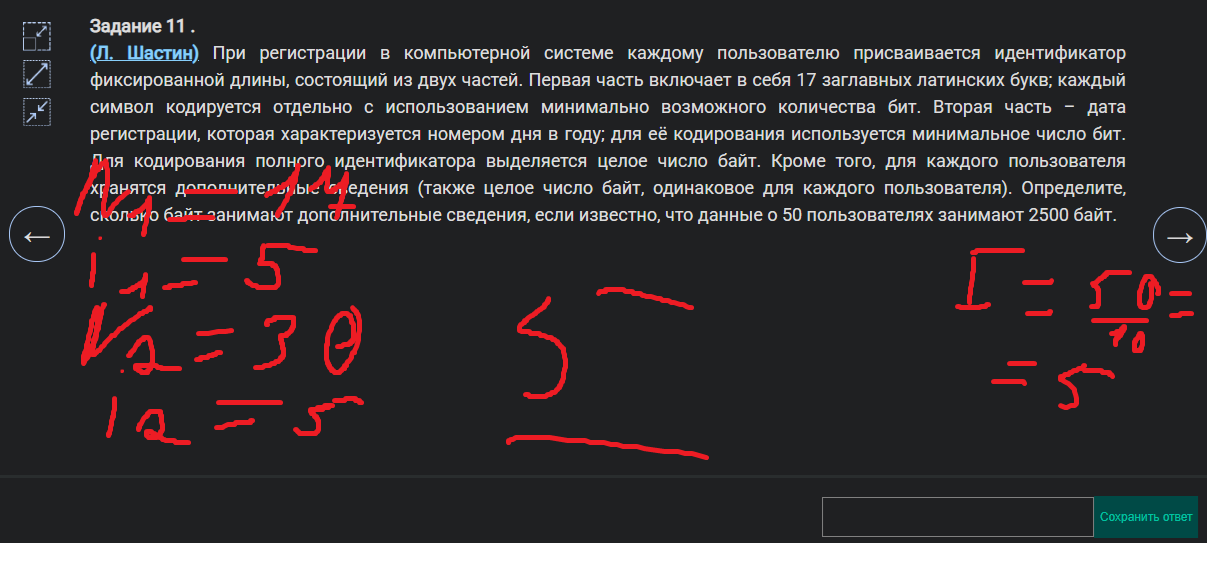 Задание 11 .
(Л. Шастин) При регистрации в компьютерной системе каждому пользователю присваивается идентификатор
фиксированной длины, состоящий из двух частей. Первая часть включает в себя 17 заглавных латинских букв; каждый
символ кодируется отдельно с использованием минимально возможного количества бит. Вторая часть – дата
регистрации, которая характеризуется номером дня в году; для её кодирования используется минимальное число бит.
Для кодирования полного идентификатора выделяется целое число байт. Кроме того, для каждого пользователя
хранятся дополнительные сведения (также целое число байт, одинаковое для каждого пользователя). Определите,
сколько байт занимают дополнительные сведения, если известно, что данные о 50 пользователях занимают 2500 байт.
N1 = 17
i1 = 5
N2 = 30
i2 = 5
5
I = 50/10 =
= 5
Сохранить ответ